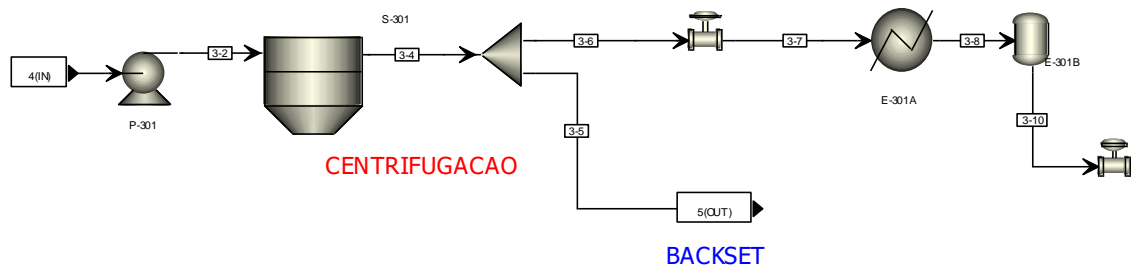 S-301
3-2
3-4
3-6
3-7
3-8
4(IN)
E-301B
E-301A
P-301
3-10
3-5
CENTRIFUGACAO
5(OUT)
BACKSET